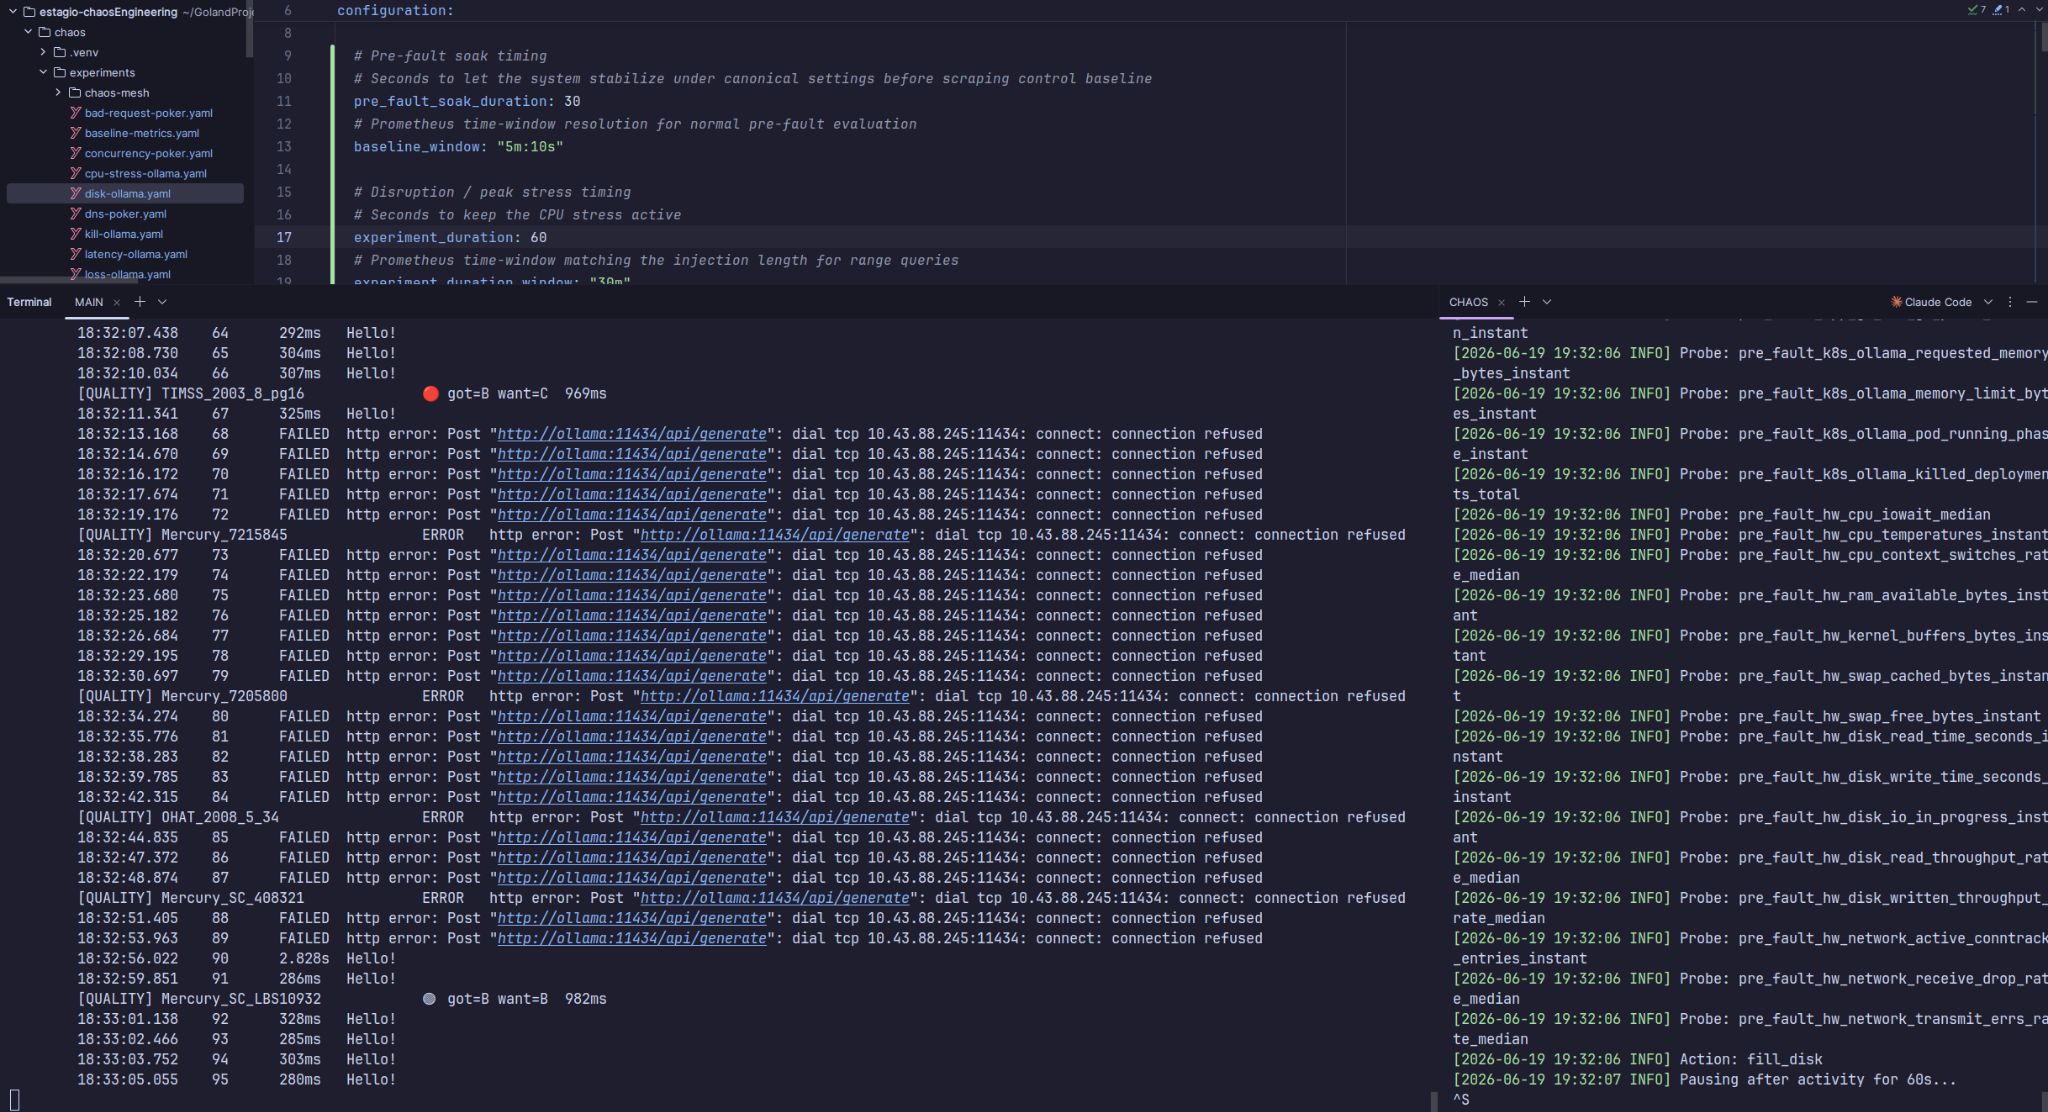 estagio-chaosEngineering ~/GolandProj
chaos
.venv
experiments
chaos-mesh
bad-request-poker.yaml
baseline-metrics.yaml
concurrency-poker.yaml
cpu-stress-ollama.yaml
disk-ollama.yaml
dns-poker.yaml
kill-ollama.yaml
latency-ollama.yaml
loss-ollama.yaml
7 1
6 configuration:
8
9 # Pre-fault soak timing
10 # Seconds to let the system stabilize under canonical settings before scraping control baseline
11 pre_fault_soak_duration: 30
12 # Prometheus time-window resolution for normal pre-fault evaluation
13 baseline_window: "5m:10s"
14
15 # Disruption / peak stress timing
16 # Seconds to keep the CPU stress active
17 experiment_duration: 60
18 # Prometheus time-window matching the injection length for range queries
19 experiment_duration_window: "30m"
Terminal MAIN × +
18:32:07.438 64 292ms Hello!
18:32:08.730 65 304ms Hello!
18:32:10.034 66 307ms Hello!
[QUALITY] TIMSS_2003_8_pg16 🔴 got=B want=C 969ms
18:32:11.341 67 325ms Hello!
18:32:13.168 68 FAILED http error: Post "http://ollama:11434/api/generate": dial tcp 10.43.88.245:11434: connect: connection refused
18:32:14.670 69 FAILED http error: Post "http://ollama:11434/api/generate": dial tcp 10.43.88.245:11434: connect: connection refused
18:32:16.172 70 FAILED http error: Post "http://ollama:11434/api/generate": dial tcp 10.43.88.245:11434: connect: connection refused
18:32:17.674 71 FAILED http error: Post "http://ollama:11434/api/generate": dial tcp 10.43.88.245:11434: connect: connection refused
18:32:19.176 72 FAILED http error: Post "http://ollama:11434/api/generate": dial tcp 10.43.88.245:11434: connect: connection refused
[QUALITY] Mercury_7215845 ERROR http error: Post "http://ollama:11434/api/generate": dial tcp 10.43.88.245:11434: connect: connection refused
18:32:20.677 73 FAILED http error: Post "http://ollama:11434/api/generate": dial tcp 10.43.88.245:11434: connect: connection refused
18:32:22.179 74 FAILED http error: Post "http://ollama:11434/api/generate": dial tcp 10.43.88.245:11434: connect: connection refused
18:32:23.680 75 FAILED http error: Post "http://ollama:11434/api/generate": dial tcp 10.43.88.245:11434: connect: connection refused
18:32:25.182 76 FAILED http error: Post "http://ollama:11434/api/generate": dial tcp 10.43.88.245:11434: connect: connection refused
18:32:26.684 77 FAILED http error: Post "http://ollama:11434/api/generate": dial tcp 10.43.88.245:11434: connect: connection refused
18:32:29.195 78 FAILED http error: Post "http://ollama:11434/api/generate": dial tcp 10.43.88.245:11434: connect: connection refused
18:32:30.697 79 FAILED http error: Post "http://ollama:11434/api/generate": dial tcp 10.43.88.245:11434: connect: connection refused
[QUALITY] Mercury_7205800 ERROR http error: Post "http://ollama:11434/api/generate": dial tcp 10.43.88.245:11434: connect: connection refused
18:32:34.274 80 FAILED http error: Post "http://ollama:11434/api/generate": dial tcp 10.43.88.245:11434: connect: connection refused
18:32:35.776 81 FAILED http error: Post "http://ollama:11434/api/generate": dial tcp 10.43.88.245:11434: connect: connection refused
18:32:38.283 82 FAILED http error: Post "http://ollama:11434/api/generate": dial tcp 10.43.88.245:11434: connect: connection refused
18:32:39.785 83 FAILED http error: Post "http://ollama:11434/api/generate": dial tcp 10.43.88.245:11434: connect: connection refused
18:32:42.315 84 FAILED http error: Post "http://ollama:11434/api/generate": dial tcp 10.43.88.245:11434: connect: connection refused
[QUALITY] OHAT_2008_5_34 ERROR http error: Post "http://ollama:11434/api/generate": dial tcp 10.43.88.245:11434: connect: connection refused
18:32:44.835 85 FAILED http error: Post "http://ollama:11434/api/generate": dial tcp 10.43.88.245:11434: connect: connection refused
18:32:47.372 86 FAILED http error: Post "http://ollama:11434/api/generate": dial tcp 10.43.88.245:11434: connect: connection refused
18:32:48.874 87 FAILED http error: Post "http://ollama:11434/api/generate": dial tcp 10.43.88.245:11434: connect: connection refused
[QUALITY] Mercury_SC_408321 ERROR http error: Post "http://ollama:11434/api/generate": dial tcp 10.43.88.245:11434: connect: connection refused
18:32:51.405 88 FAILED http error: Post "http://ollama:11434/api/generate": dial tcp 10.43.88.245:11434: connect: connection refused
18:32:53.963 89 FAILED http error: Post "http://ollama:11434/api/generate": dial tcp 10.43.88.245:11434: connect: connection refused
18:32:56.022 90 2.828s Hello!
18:32:59.851 91 286ms Hello!
[QUALITY] Mercury_SC_LBS10932 got=B want=B 982ms
18:33:01.138 92 328ms Hello!
18:33:02.466 93 285ms Hello!
18:33:03.752 94 303ms Hello!
18:33:05.055 95 280ms Hello!
CHAOS × + Claude Code
n_instant
[2026-06-19 19:32:06 INFO] Probe: pre_fault_k8s_ollama_requested_memory
_bytes_instant
[2026-06-19 19:32:06 INFO] Probe: pre_fault_k8s_ollama_memory_limit_byt
es_instant
[2026-06-19 19:32:06 INFO] Probe: pre_fault_k8s_ollama_pod_running_phas
e_instant
[2026-06-19 19:32:06 INFO] Probe: pre_fault_k8s_ollama_killed_deploymen
ts_total
[2026-06-19 19:32:06 INFO] Probe: pre_fault_hw_cpu_iowait_median
[2026-06-19 19:32:06 INFO] Probe: pre_fault_hw_cpu_temperatures_instant
[2026-06-19 19:32:06 INFO] Probe: pre_fault_hw_cpu_context_switches_rat
e_median
[2026-06-19 19:32:06 INFO] Probe: pre_fault_hw_ram_available_bytes_inst
ant
[2026-06-19 19:32:06 INFO] Probe: pre_fault_hw_kernel_buffers_bytes_ins
tant
[2026-06-19 19:32:06 INFO] Probe: pre_fault_hw_swap_cached_bytes_instan
t
[2026-06-19 19:32:06 INFO] Probe: pre_fault_hw_swap_free_bytes_instant
[2026-06-19 19:32:06 INFO] Probe: pre_fault_hw_disk_read_time_seconds_i
nstant
[2026-06-19 19:32:06 INFO] Probe: pre_fault_hw_disk_write_time_seconds_
instant
[2026-06-19 19:32:06 INFO] Probe: pre_fault_hw_disk_io_in_progress_inst
ant
[2026-06-19 19:32:06 INFO] Probe: pre_fault_hw_disk_read_throughput_rat
e_median
[2026-06-19 19:32:06 INFO] Probe: pre_fault_hw_disk_written_throughput_
rate_median
[2026-06-19 19:32:06 INFO] Probe: pre_fault_hw_network_active_conntrack
_entries_instant
[2026-06-19 19:32:06 INFO] Probe: pre_fault_hw_network_receive_drop_rat
e_median
[2026-06-19 19:32:06 INFO] Probe: pre_fault_hw_network_transmit_errs_ra
te_median
[2026-06-19 19:32:06 INFO] Action: fill_disk
[2026-06-19 19:32:07 INFO] Pausing after activity for 60s...
^S